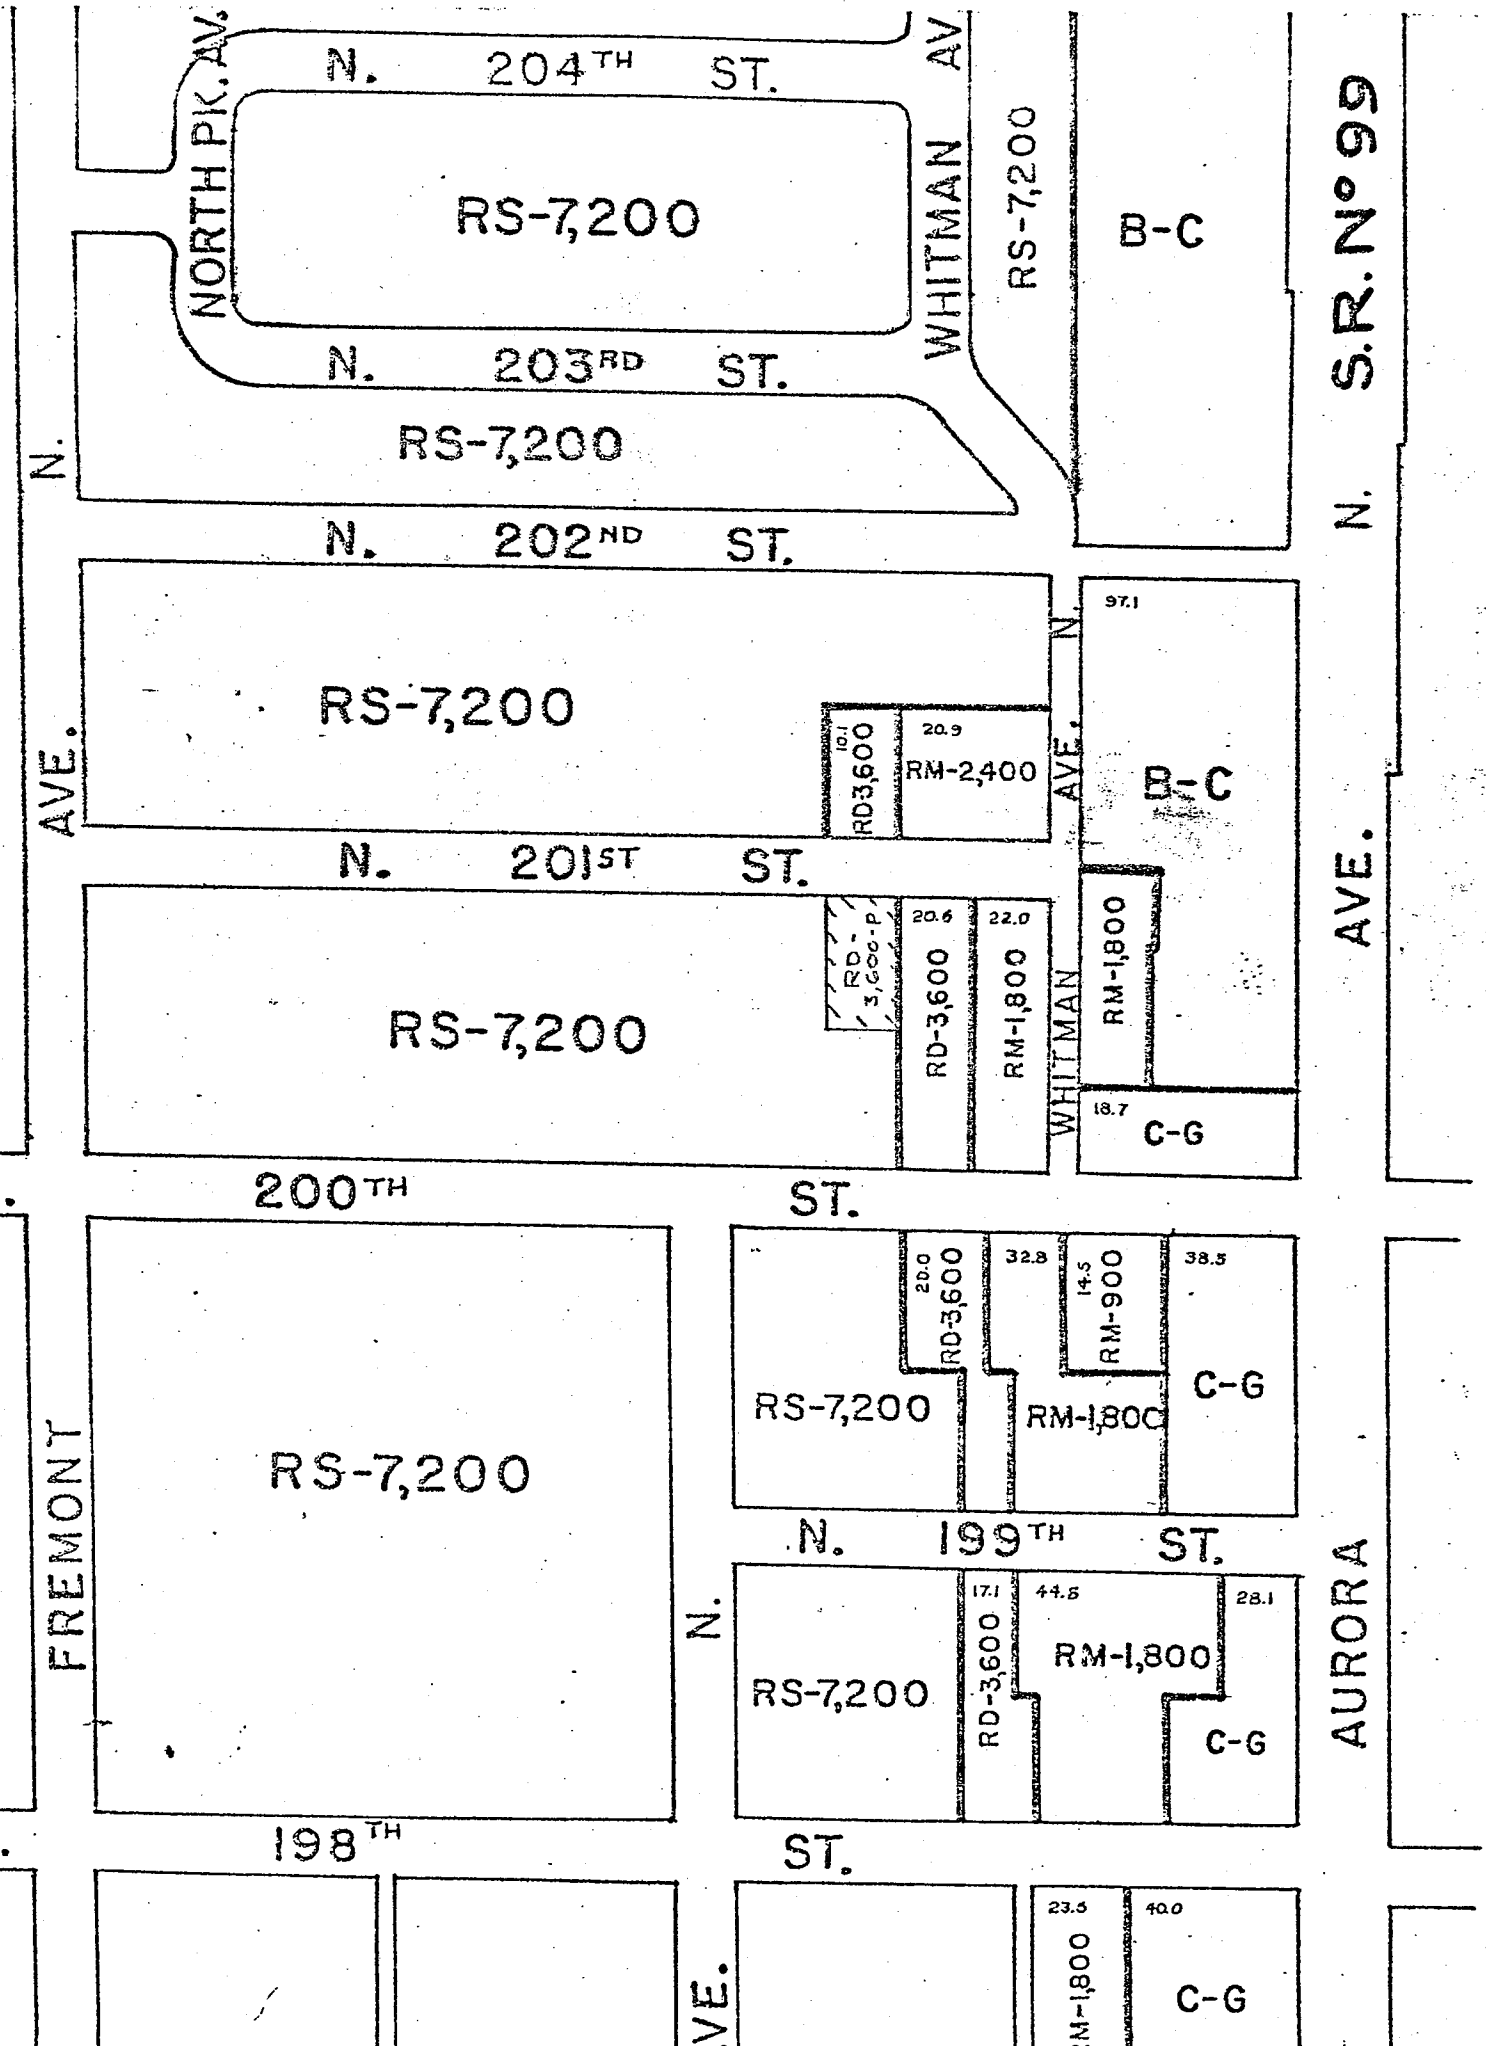 NORTH PK. AV.
N. 204TH ST.
WHITMAN AV
RS-7,200
RS-7,200
B-C
S.R. No 99
N. 203RD ST.
RS-7,200
N. 202ND ST.
N.
AVE.
FREMONT
N.
AVE.
WHITMAN
N.
AVE.
AURORA
97.1
RS-7,200
10.1
RD3,600
20.9
RM-2,400
B-C
N. 201ST ST.
RS-7,200
RD-
3,600-P
20.6
RD-3,600
22.0
RM-1,800
RM-1,800
18.7
C-G
200TH ST.
RS-7,200
RS-7,200
20.0
RD-3,600
32.8
RM-1,800
14.5
RM-900
38.5
C-G
N. 199TH ST.
N.
RS-7,200
17.1
RD-3,600
44.5
RM-1,800
28.1
C-G
198TH ST.
23.5
40.0
C-G